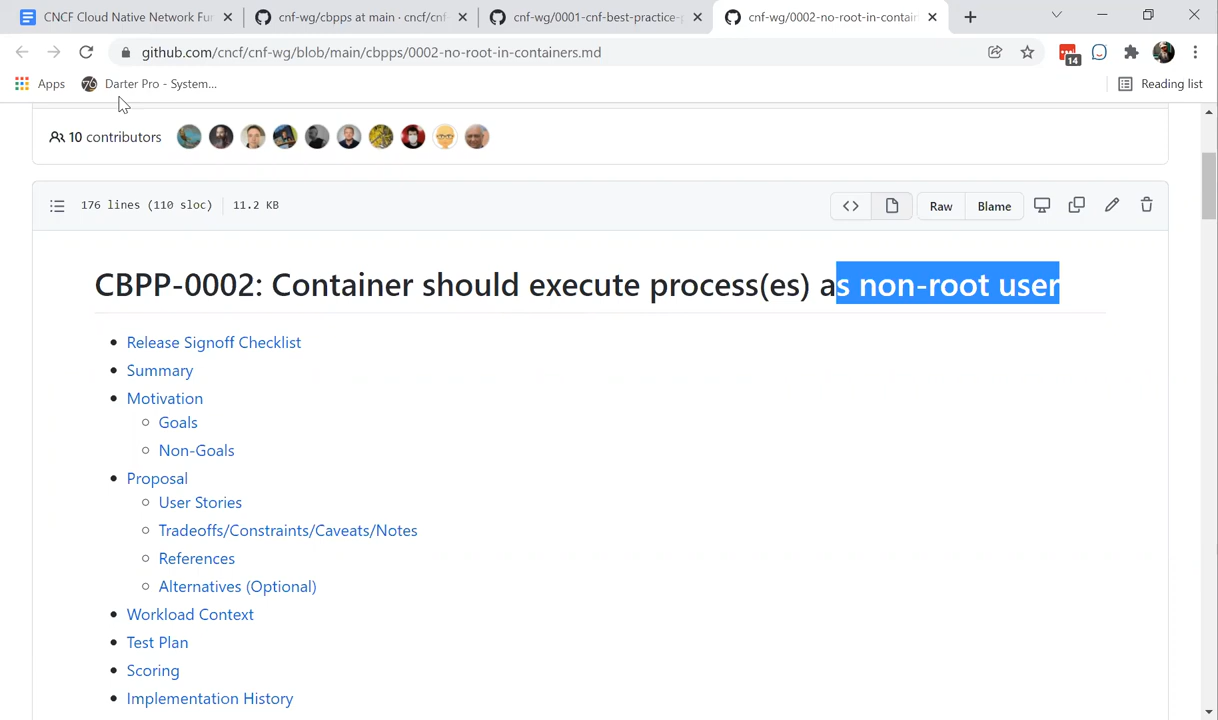 CNCF Cloud Native Network Fu
cnf-wg/cbpps at main · cncf/cnf
cnf-wg/0001-cnf-best-practice-
cnf-wg/0002-no-root-in-contain
github.com/cncf/cnf-wg/blob/main/cbpps/0002-no-root-in-containers.md
14
Apps
Darter Pro - System...
Reading list
10 contributors
176 lines (110 sloc)
11.2 KB
Raw
Blame
CBPP-0002: Container should execute process(es) as non-root user
Release Signoff Checklist
Summary
Motivation
Goals
Non-Goals
Proposal
User Stories
Tradeoffs/Constraints/Caveats/Notes
References
Alternatives (Optional)
Workload Context
Test Plan
Scoring
Implementation History